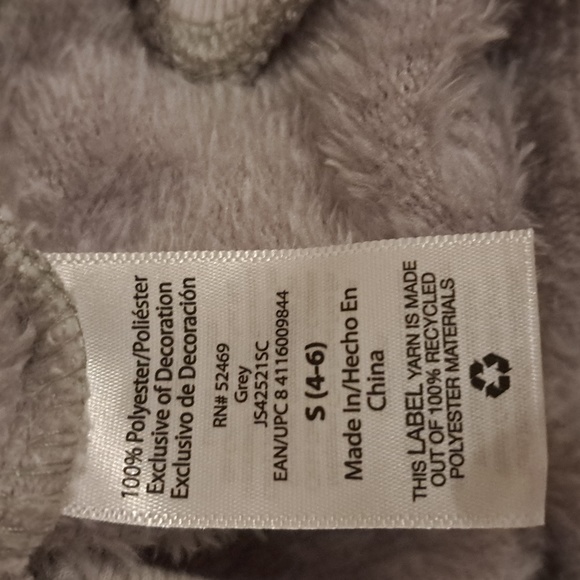 100% Polyester/Poliéster
Exclusive of Decoration
Exclusivo de Decoración
RN# 52469
Grey
JS42521SC
EAN/UPC 8 4116009844
S (4-6)
Made In/Hecho En
China
THIS LABEL YARN IS MADE
OUT OF 100% RECYCLED
POLYESTER MATERIALS